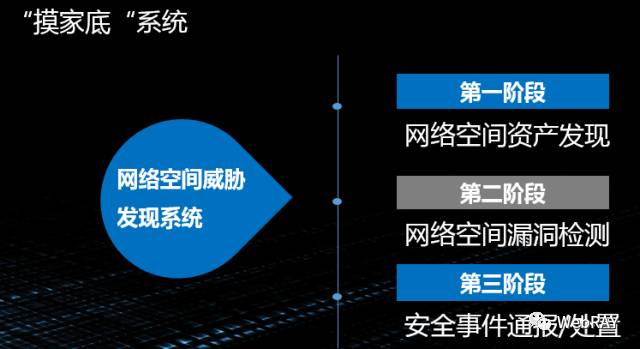 “摸家底“系统
网络空间威胁
发现系统
第一阶段
网络空间资产发现
第二阶段
网络空间漏洞检测
第三阶段
安全事件通报/处置
WebRAY